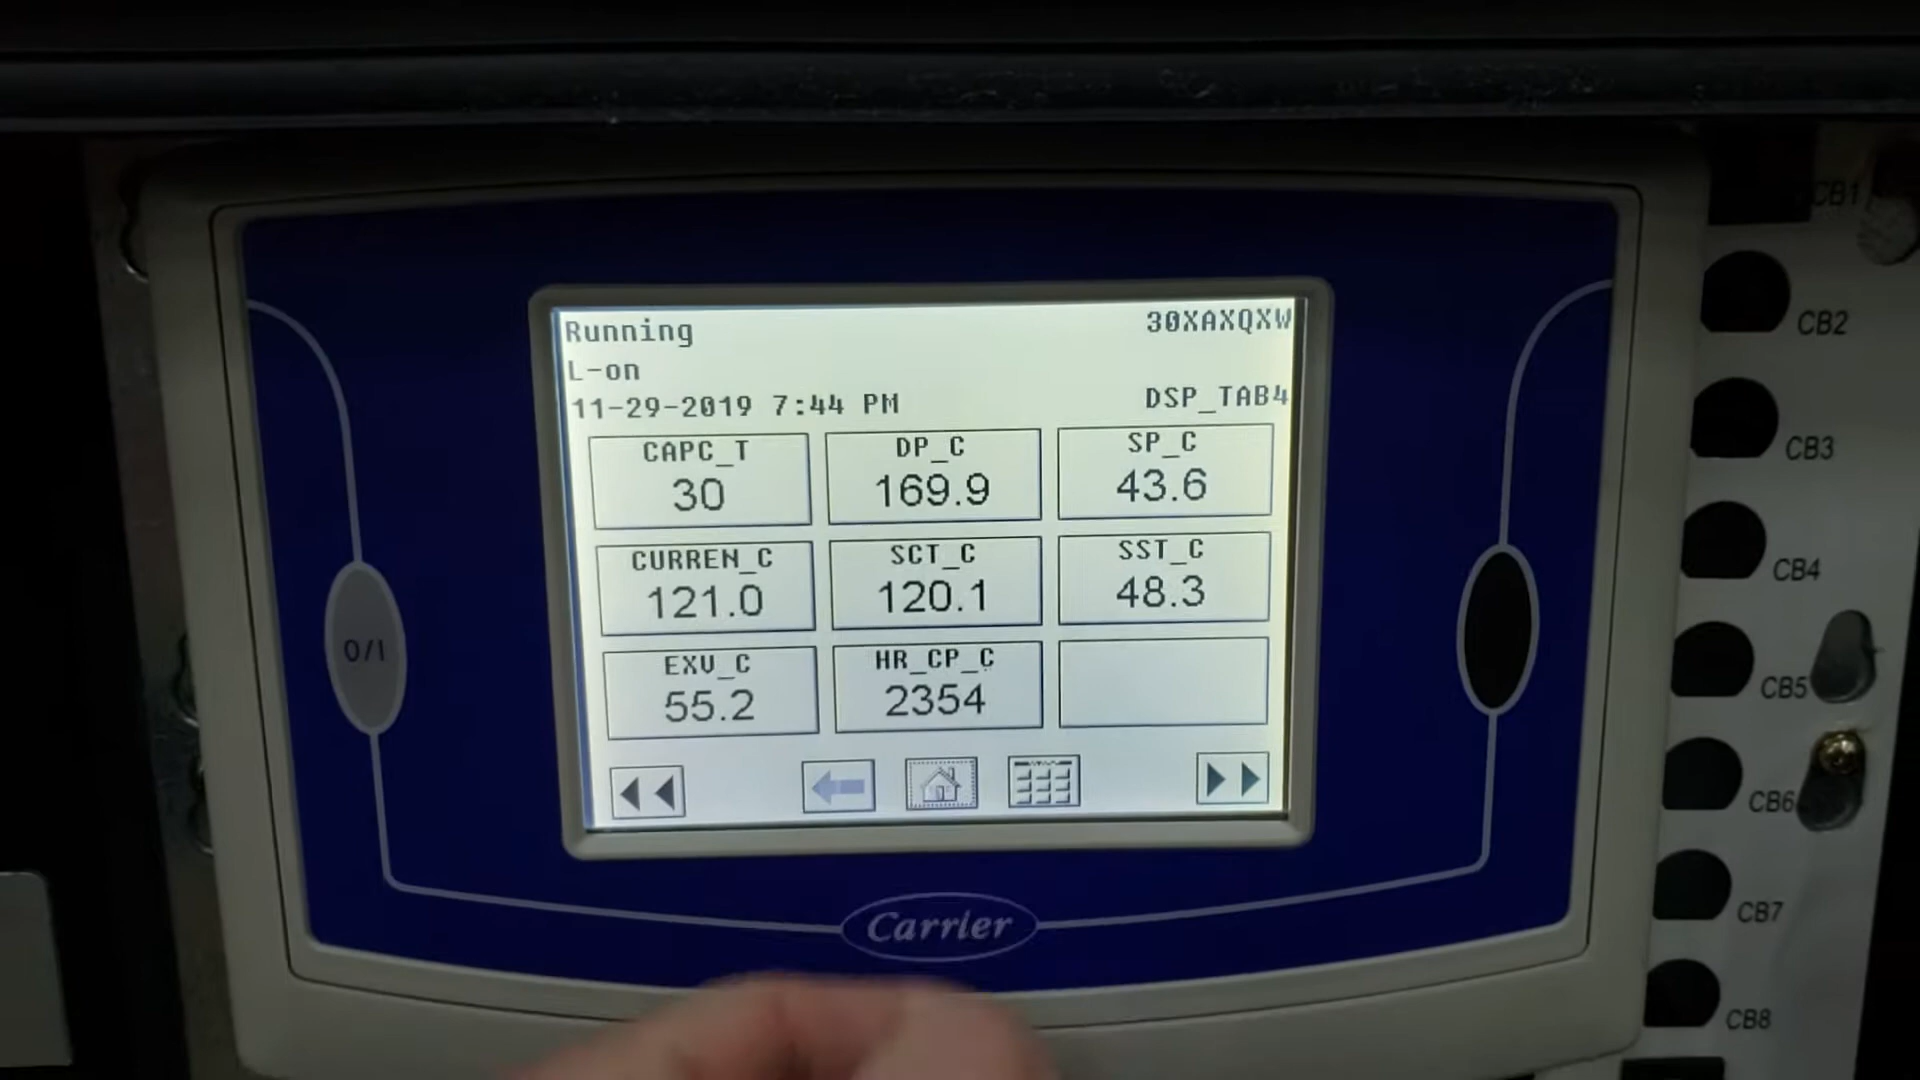 Running
30XAXQXW
L-on
11-29-2019 7:44 PM
DSP_TAB4
CAPC_T
30
DP_C
169.9
SP_C
43.6
CURREN_C
121.0
SCT_C
120.1
SST_C
48.3
EXV_C
55.2
HR_CP_C
2354
O/I
Carrier
CB1
CB2
CB3
CB4
CB5
CB6
CB7
CB8